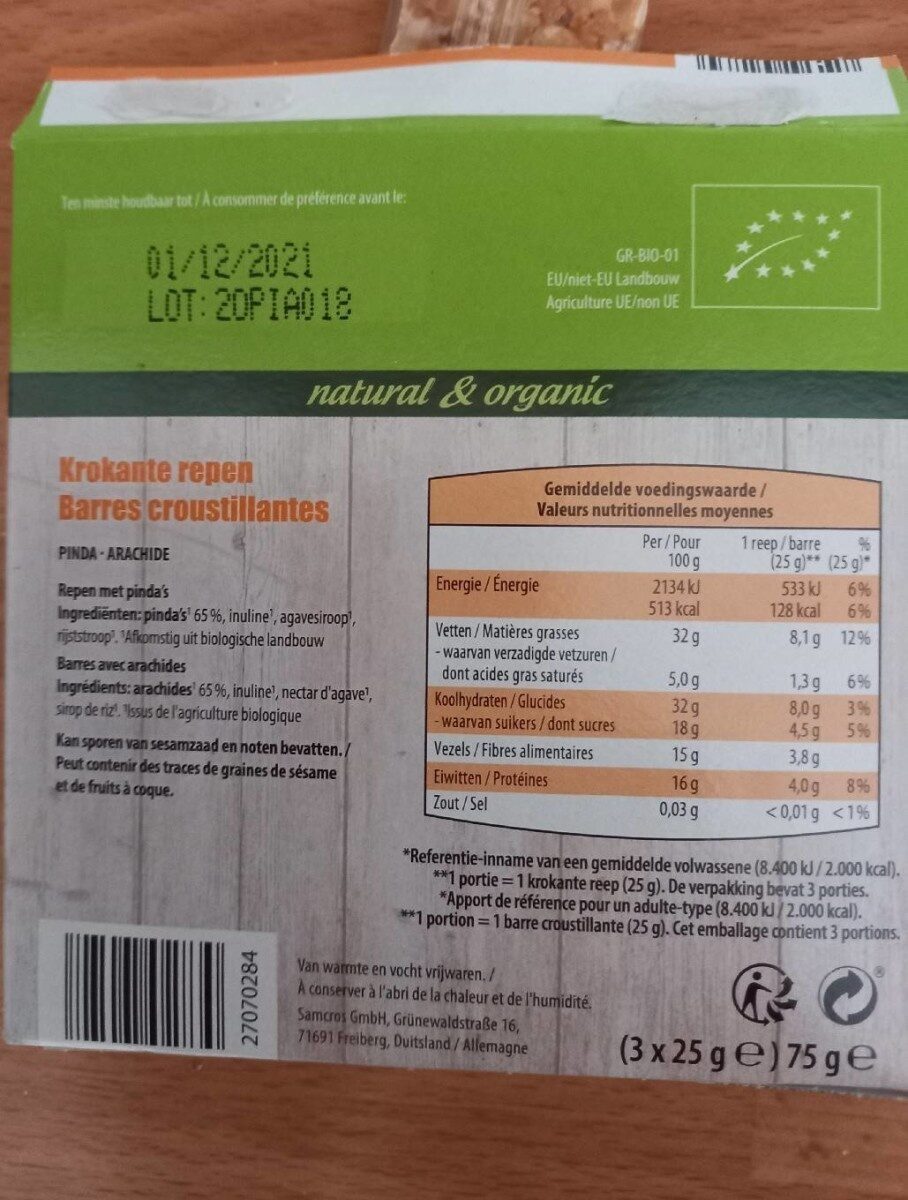 Ten minste houdbaar tot / À consommer de préférence avant le:
01/12/2021
LOT: 20PIA018
GR-BIO-01
EU/niet-EU Landbouw
Agriculture UE/non UE
natural & organic
Krokante repen
Barres croustillantes
PINDA - ARACHIDE
Repen met pinda's
Ingrediënten: pinda's¹ 65%, inuline¹, agavesiroop¹,
rijststroop¹. ¹Afkomstig uit biologische landbouw
Barres avec arachides
Ingrédients: arachides¹ 65%, inuline¹, nectar d'agave¹,
sirop de riz¹. ¹Issus de l'agriculture biologique
Kan sporen van sesamzaad en noten bevatten. /
Peut contenir des traces de graines de sésame
et de fruits à coque.
Gemiddelde voedingswaarde /
Valeurs nutritionnelles moyennes
Per / Pour 1 reep / barre %
100 g (25 g)** (25 g)*
Energie / Énergie 2134 kJ 533 kJ 6%
513 kcal 128 kcal 6%
Vetten / Matières grasses 32 g 8,1 g 12%
- waarvan verzadigde vetzuren /
dont acides gras saturés 5,0 g 1,3 g 6%
Koolhydraten / Glucides 32 g 8,0 g 3%
- waarvan suikers / dont sucres 18 g 4,5 g 5%
Vezels / Fibres alimentaires 15 g 3,8 g
Eiwitten / Protéines 16 g 4,0 g 8%
Zout / Sel 0,03 g < 0,01 g <1%
*Referentie-inname van een gemiddelde volwassene (8.400 kJ / 2.000 kcal).
**1 portie = 1 krokante reep (25 g). De verpakking bevat 3 porties.
*Apport de référence pour un adulte-type (8.400 kJ / 2.000 kcal).
**1 portion = 1 barre croustillante (25 g). Cet emballage contient 3 portions.
27070284
Van warmte en vocht vrijwaren. /
À conserver à l'abri de la chaleur et de l'humidité.
Samcros GmbH, Grünewaldstraße 16,
71691 Freiberg, Duitsland / Allemagne
(3 x 25 g e) 75 g e